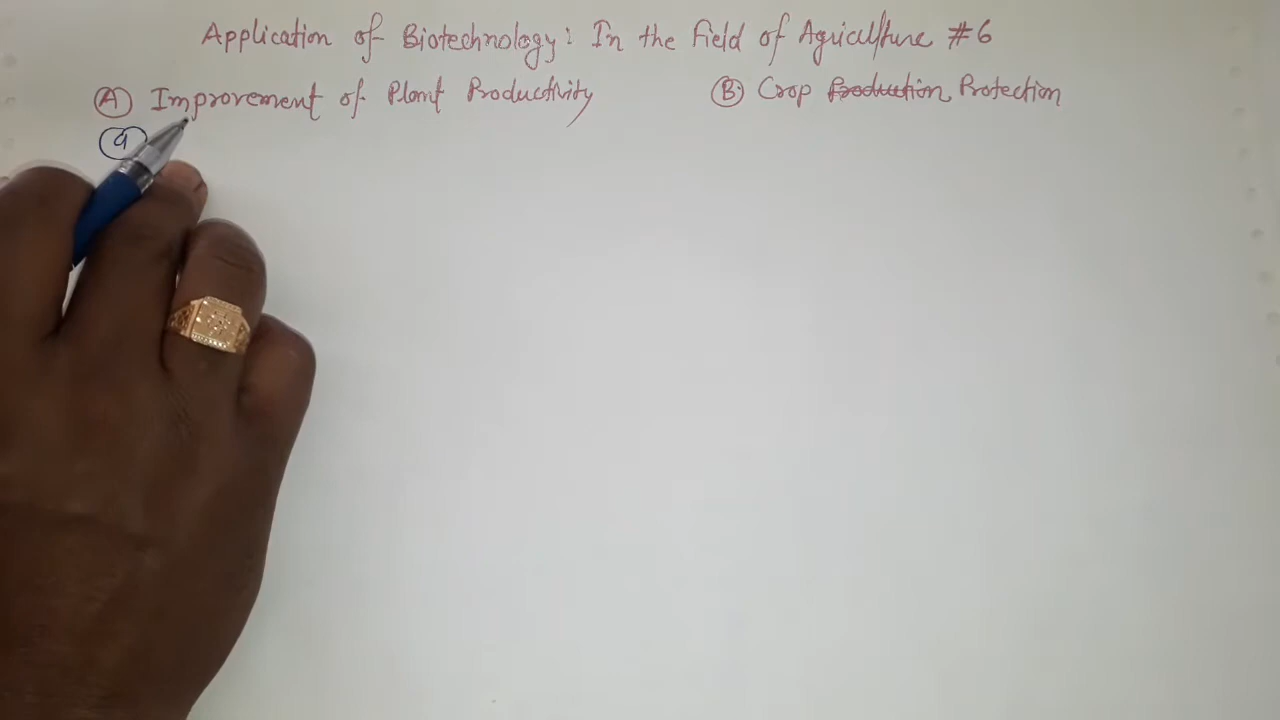 Application of Biotechnology: In the field of Agriculture #6
(A) Improvement of Plant Productivity (B) Crop Production Protection
(a)